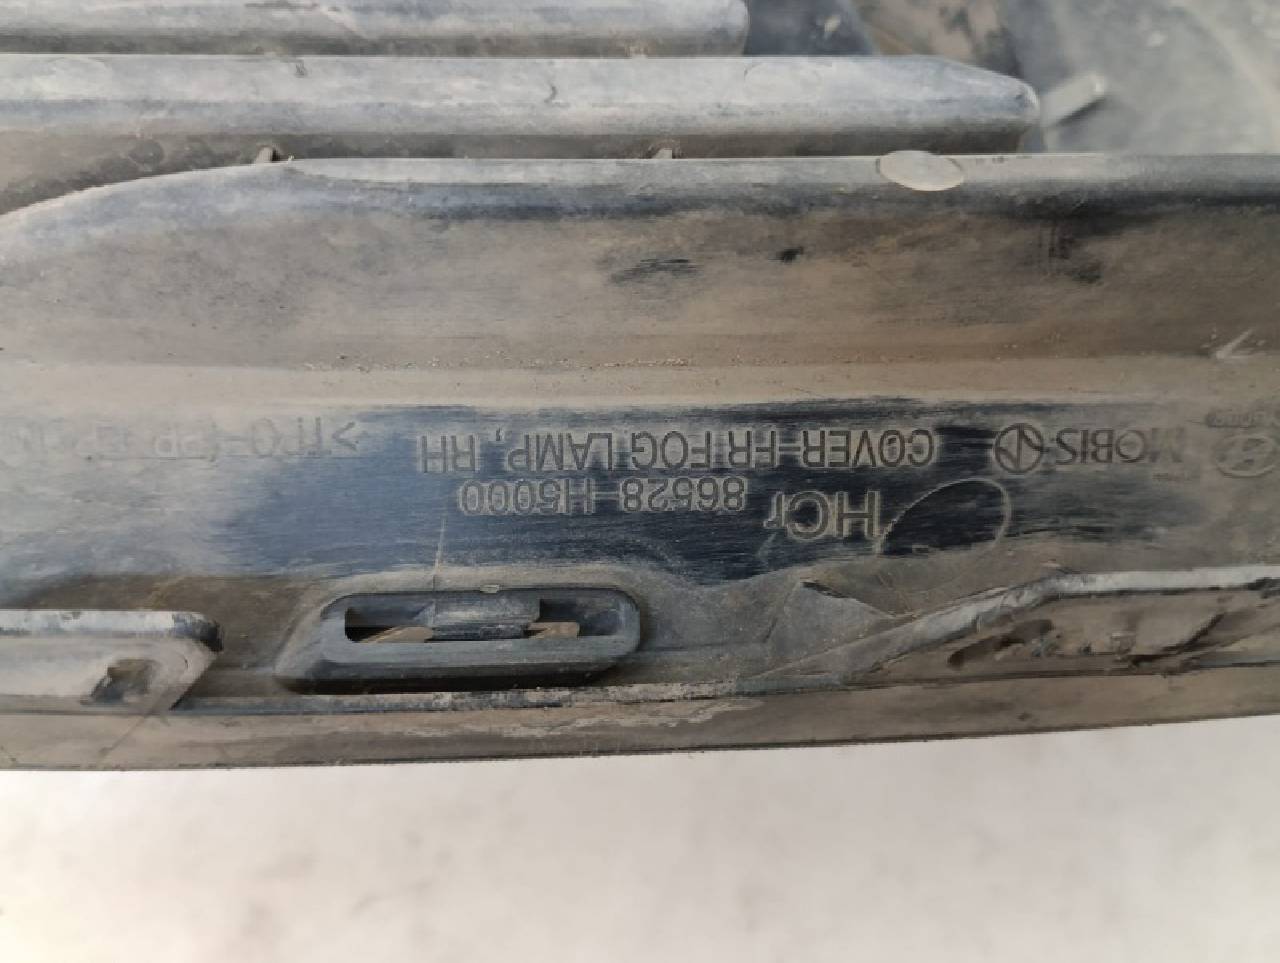 HCr 86528-H5000
MOBIS COVER-FR FOG LAMP, RH